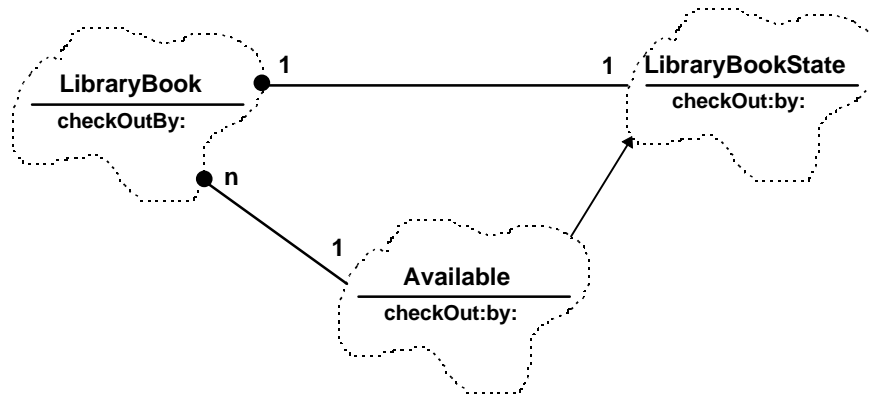 LibraryBook
checkOutBy:
1
1
LibraryBookState
checkOut:by:
n
1
Available
checkOut:by: